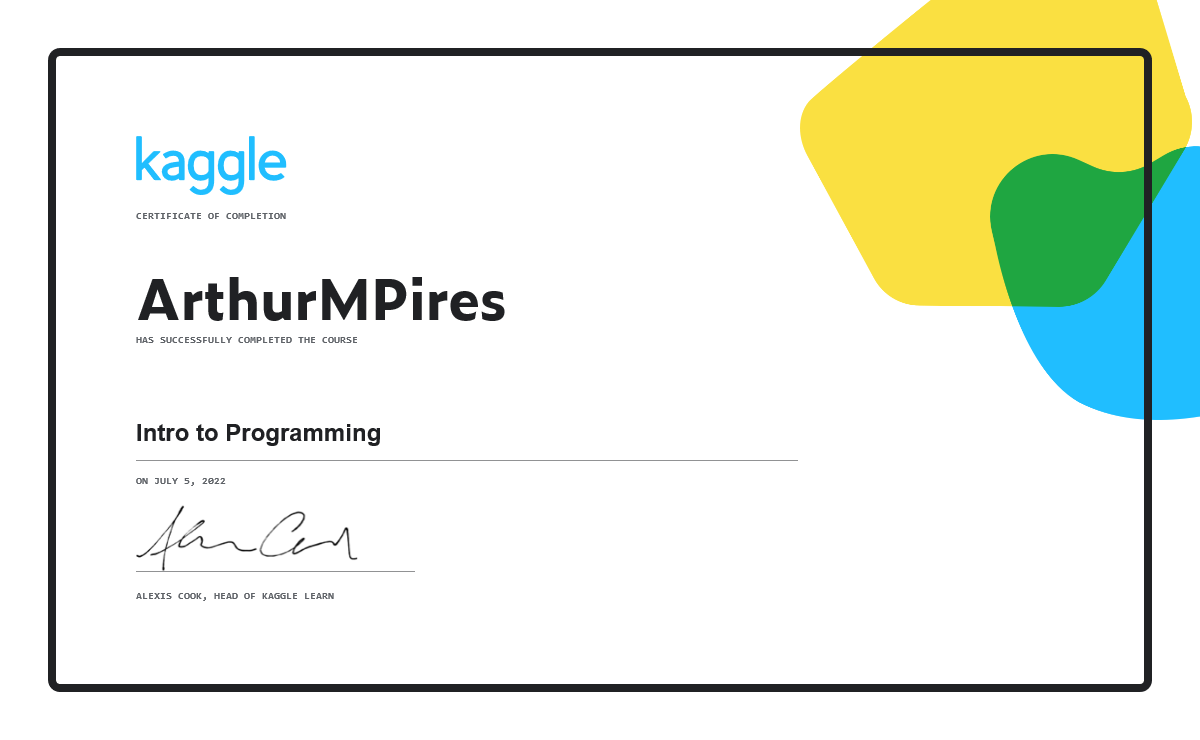 kaggle
CERTIFICATE OF COMPLETION
ArthurMPires
HAS SUCCESSFULLY COMPLETED THE COURSE
Intro to Programming
ON JULY 5, 2022
ALEXIS COOK, HEAD OF KAGGLE LEARN